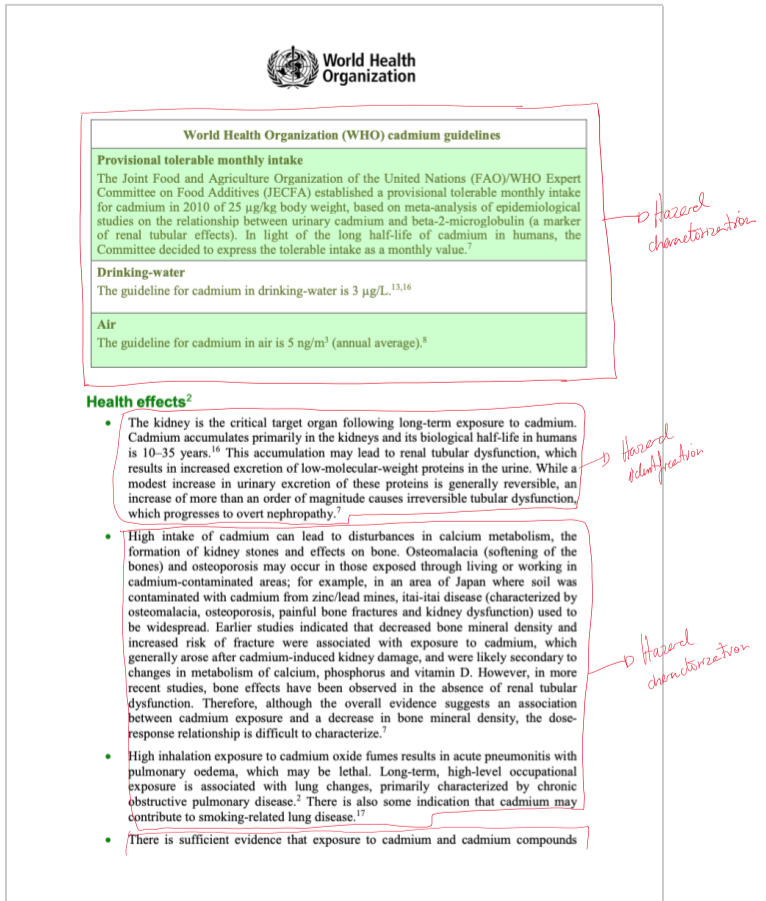 World Health
Organization
World Health Organization (WHO) cadmium guidelines
Provisional tolerable monthly intake
The Joint Food and Agriculture Organization of the United Nations (FAO)/WHO Expert
Committee on Food Additives (JECFA) established a provisional tolerable monthly intake
for cadmium in 2010 of 25 µg/kg body weight, based on meta-analysis of epidemiological
studies on the relationship between urinary cadmium and beta-2-microglobulin (a marker
of renal tubular effects). In light of the long half-life of cadmium in humans, the
Committee decided to express the tolerable intake as a monthly value.⁷
Hazerd
characterizention
Drinking-water
The guideline for cadmium in drinking-water is 3 µg/L.¹³,¹⁶
Air
The guideline for cadmium in air is 5 ng/m³ (annual average).⁸
Health effects²
• The kidney is the critical target organ following long-term exposure to cadmium.
Cadmium accumulates primarily in the kidneys and its biological half-life in humans
is 10–35 years.¹⁶ This accumulation may lead to renal tubular dysfunction, which
results in increased excretion of low-molecular-weight proteins in the urine. While a
modest increase in urinary excretion of these proteins is generally reversible, an
increase of more than an order of magnitude causes irreversible tubular dysfunction,
which progresses to overt nephropathy.⁷
Hazerd
identification
• High intake of cadmium can lead to disturbances in calcium metabolism, the
formation of kidney stones and effects on bone. Osteomalacia (softening of the
bones) and osteoporosis may occur in those exposed through living or working in
cadmium-contaminated areas; for example, in an area of Japan where soil was
contaminated with cadmium from zinc/lead mines, itai-itai disease (characterized by
osteomalacia, osteoporosis, painful bone fractures and kidney dysfunction) used to
be widespread. Earlier studies indicated that decreased bone mineral density and
increased risk of fracture were associated with exposure to cadmium, which
generally arose after cadmium-induced kidney damage, and were likely secondary to
changes in metabolism of calcium, phosphorus and vitamin D. However, in more
recent studies, bone effects have been observed in the absence of renal tubular
dysfunction. Therefore, although the overall evidence suggests an association
between cadmium exposure and a decrease in bone mineral density, the dose-
response relationship is difficult to characterize.⁷
Hazerd
characterization
• High inhalation exposure to cadmium oxide fumes results in acute pneumonitis with
pulmonary oedema, which may be lethal. Long-term, high-level occupational
exposure is associated with lung changes, primarily characterized by chronic
obstructive pulmonary disease.² There is also some indication that cadmium may
contribute to smoking-related lung disease.¹⁷
• There is sufficient evidence that exposure to cadmium and cadmium compounds